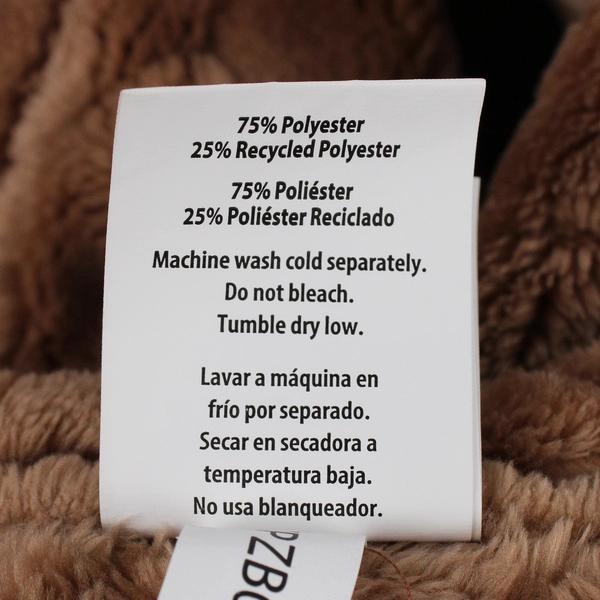 75% Polyester
25% Recycled Polyester
75% Poliéster
25% Poliéster Reciclado
Machine wash cold separately.
Do not bleach.
Tumble dry low.
Lavar a máquina en
frío por separado.
Secar en secadora a
temperatura baja.
No usa blanqueador.